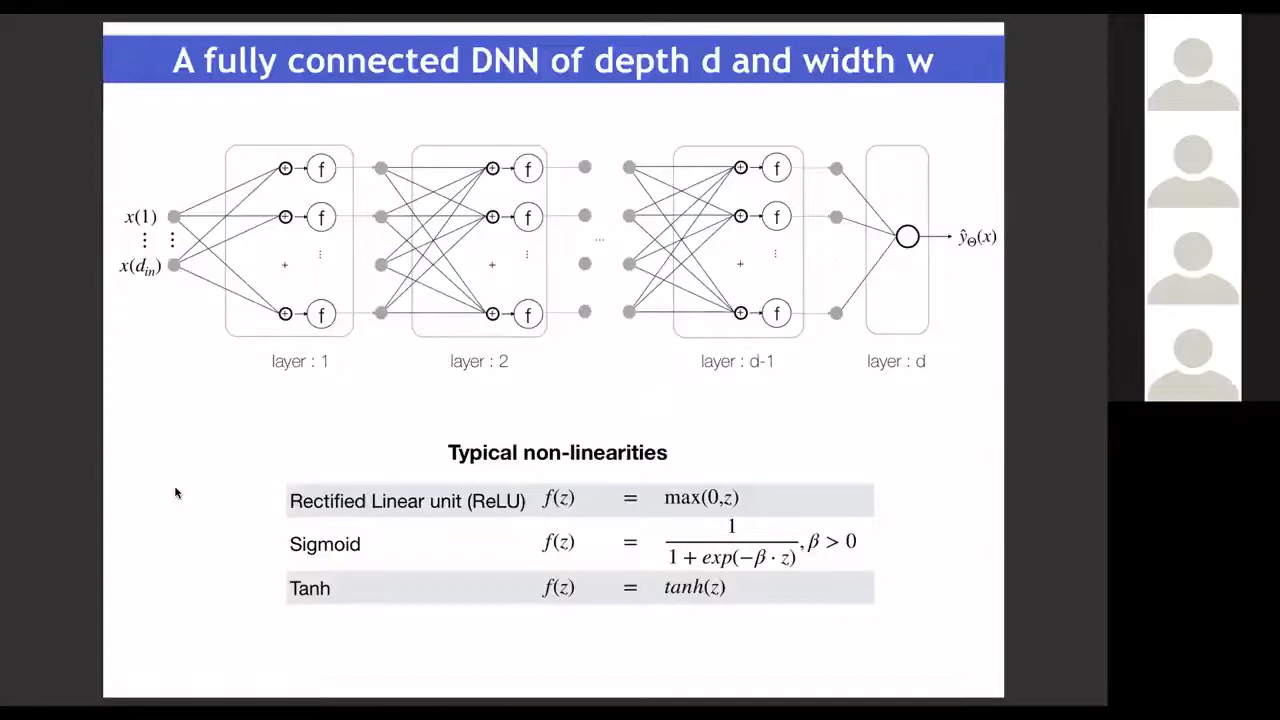 A fully connected DNN of depth d and width w
+ f + f + f
x(1) + f + f + f
⋮ ⋮ ⋮ ⋮ ⋮ ... ŷ_Θ(x)
x(d_in) + + +
+ f + f + f
layer : 1 layer : 2 layer : d-1 layer : d
Typical non-linearities
Rectified Linear unit (ReLU) f(z) = max(0,z)
Sigmoid f(z) = 1 / (1 + exp(−β · z)), β > 0
Tanh f(z) = tanh(z)